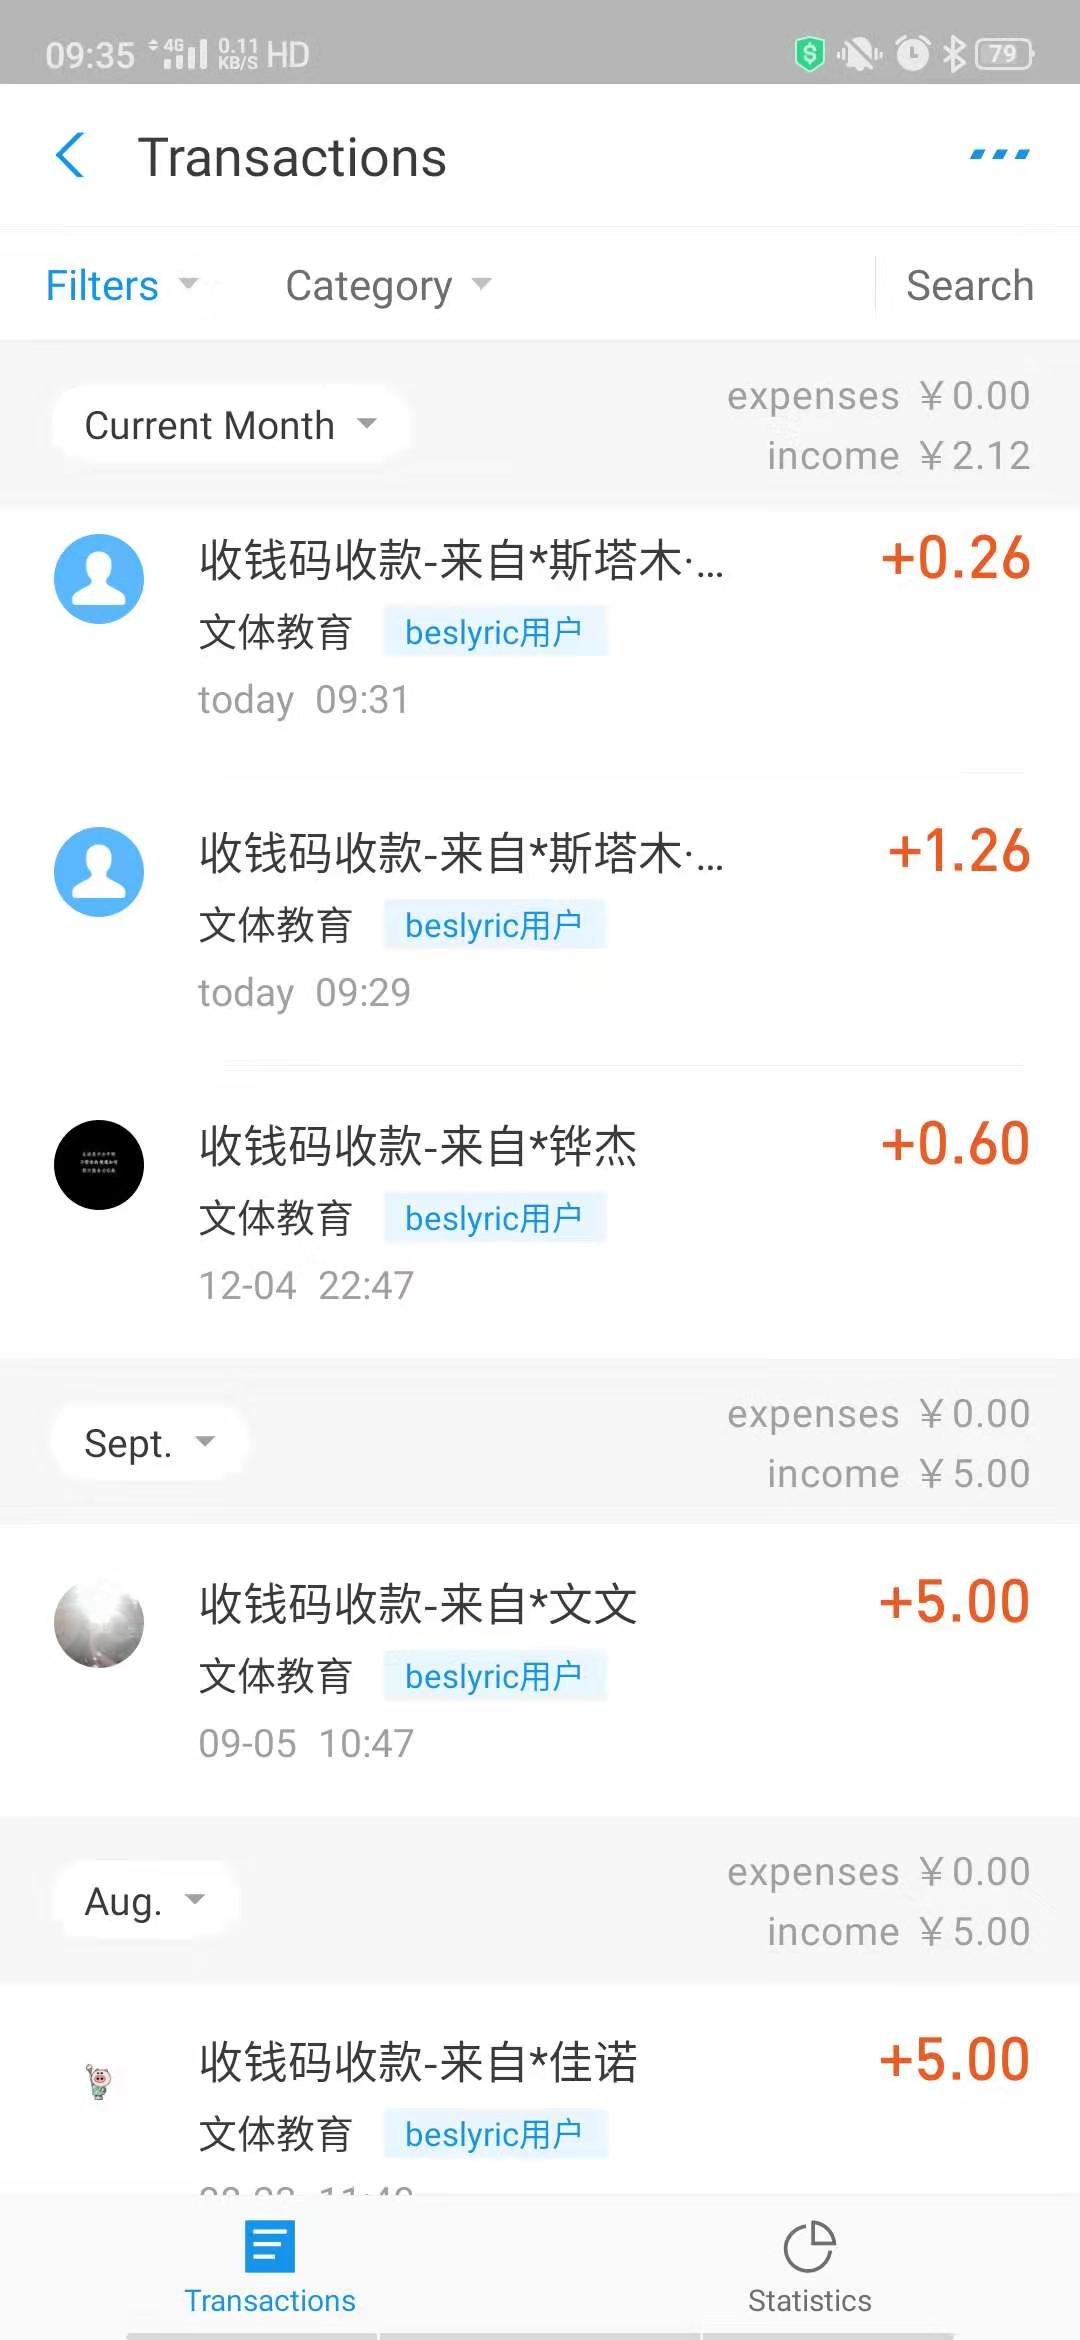 09:35 4G 0.11 KB/S HD 79
Transactions
Filters Category Search
Current Month
expenses ¥0.00
income ¥2.12
收钱码收款-来自*斯塔木·... +0.26
文体教育 beslyric用户
today 09:31
收钱码收款-来自*斯塔木·... +1.26
文体教育 beslyric用户
today 09:29
收钱码收款-来自*铧杰 +0.60
文体教育 beslyric用户
12-04 22:47
Sept.
expenses ¥0.00
income ¥5.00
收钱码收款-来自*文文 +5.00
文体教育 beslyric用户
09-05 10:47
Aug.
expenses ¥0.00
income ¥5.00
收钱码收款-来自*佳诺 +5.00
文体教育 beslyric用户
Transactions Statistics